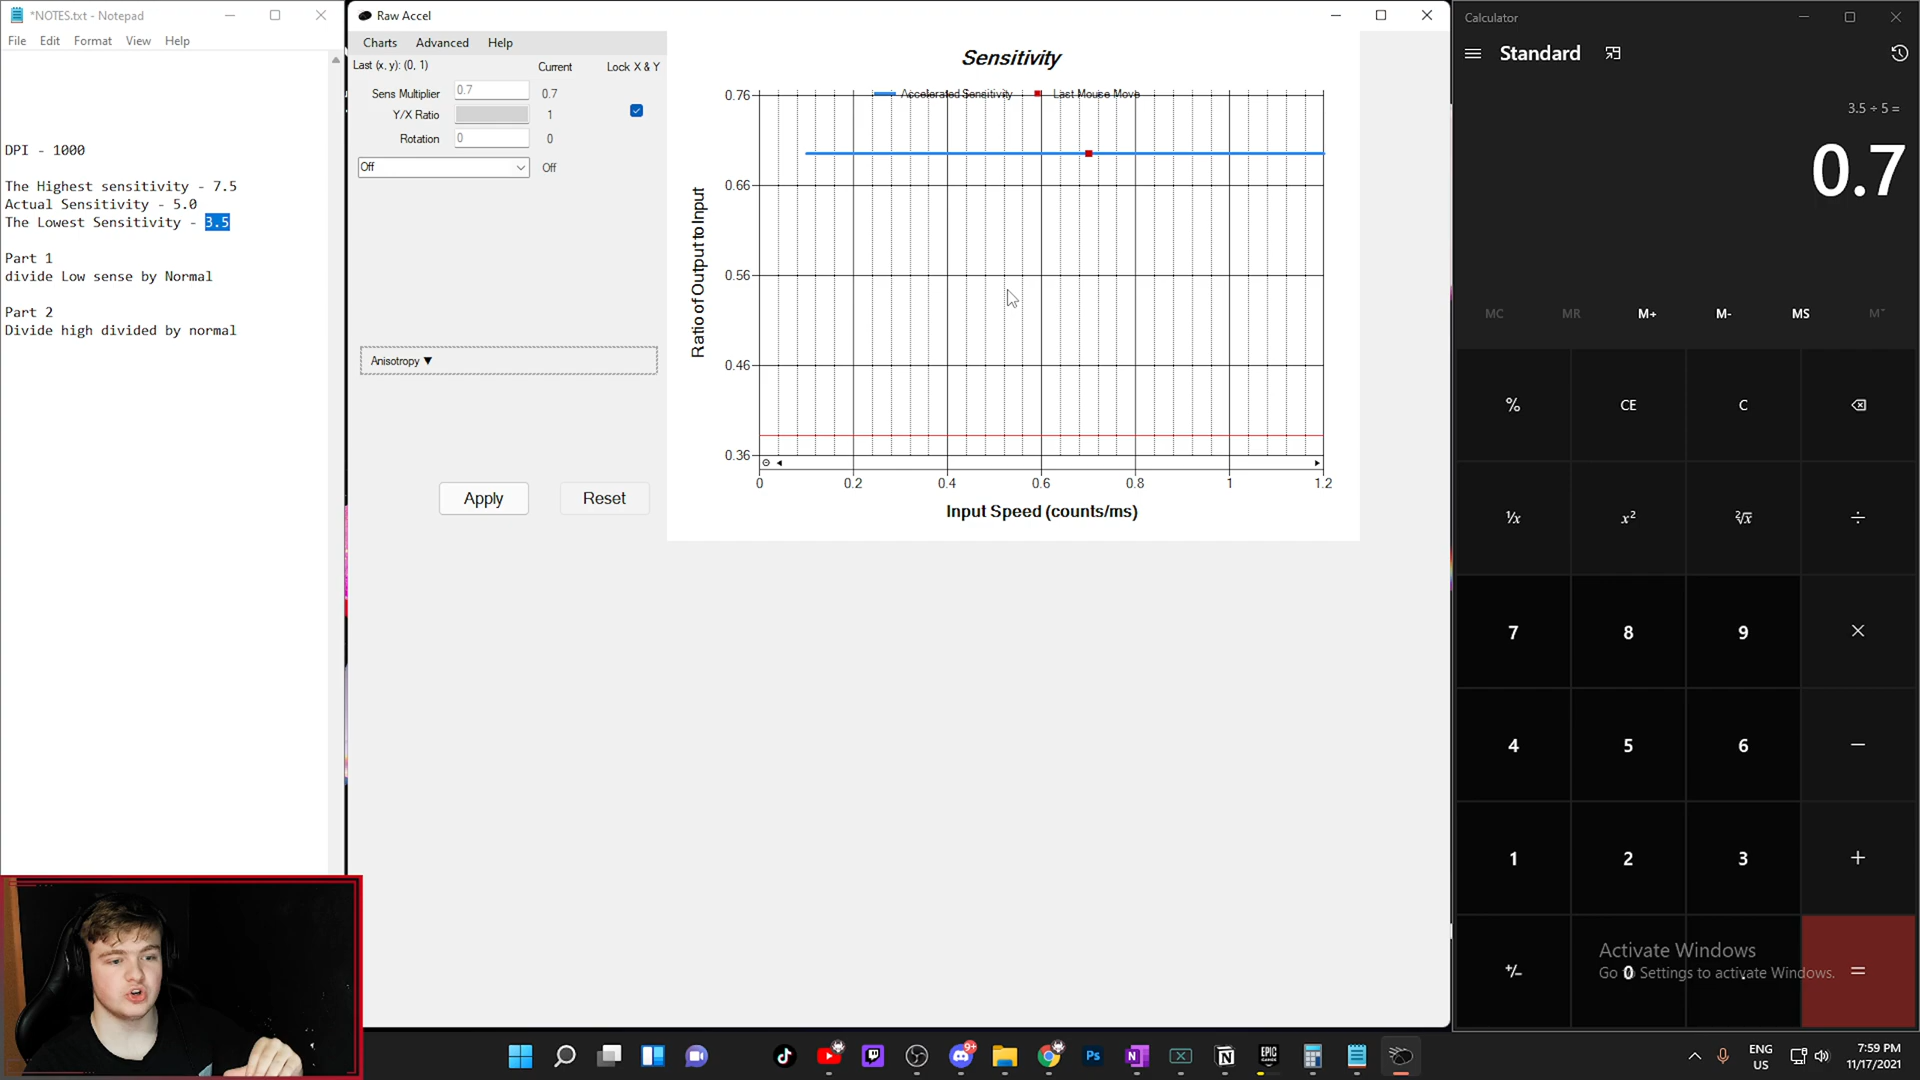 *NOTES.txt - Notepad
File Edit Format View Help
DPI - 1000
The Highest sensitivity - 7.5
Actual Sensitivity - 5.0
The Lowest Sensitivity - 3.5
Part 1
divide Low sense by Normal
Part 2
Divide high divided by normal
Raw Accel
Charts Advanced Help
Last (x, y): (0, 1) Current Lock X & Y
Sens Multiplier 0.7 0.7
Y/X Ratio 1
Rotation 0 0
Off Off
Anisotropy ▼
Apply Reset
Sensitivity
Accelerated Sensitivity Last Mouse Move
Ratio of Output to Input
0.76
0.66
0.56
0.46
0.36
0 0.2 0.4 0.6 0.8 1 1.2
Input Speed (counts/ms)
Calculator
Standard
3.5 ÷ 5 =
0.7
MC MR M+ M- MS M˅
% CE C
¹/x x² ²√x ÷
7 8 9 ×
4 5 6 −
1 2 3 +
+/- 0 . =
Activate Windows
Go to Settings to activate Windows.
9+
Ps
N
EPIC GAMES
ENG
US
7:59 PM
11/17/2021